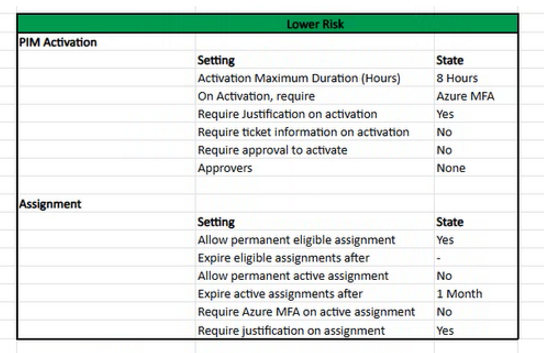 Lower Risk
PIM Activation
Setting State
Activation Maximum Duration (Hours) 8 Hours
On Activation, require Azure MFA
Require Justification on activation Yes
Require ticket information on activation No
Require approval to activate No
Approvers None
Assignment
Setting State
Allow permanent eligible assignment Yes
Expire eligible assignments after -
Allow permanent active assignment No
Expire active assignments after 1 Month
Require Azure MFA on active assignment No
Require justification on assignment Yes